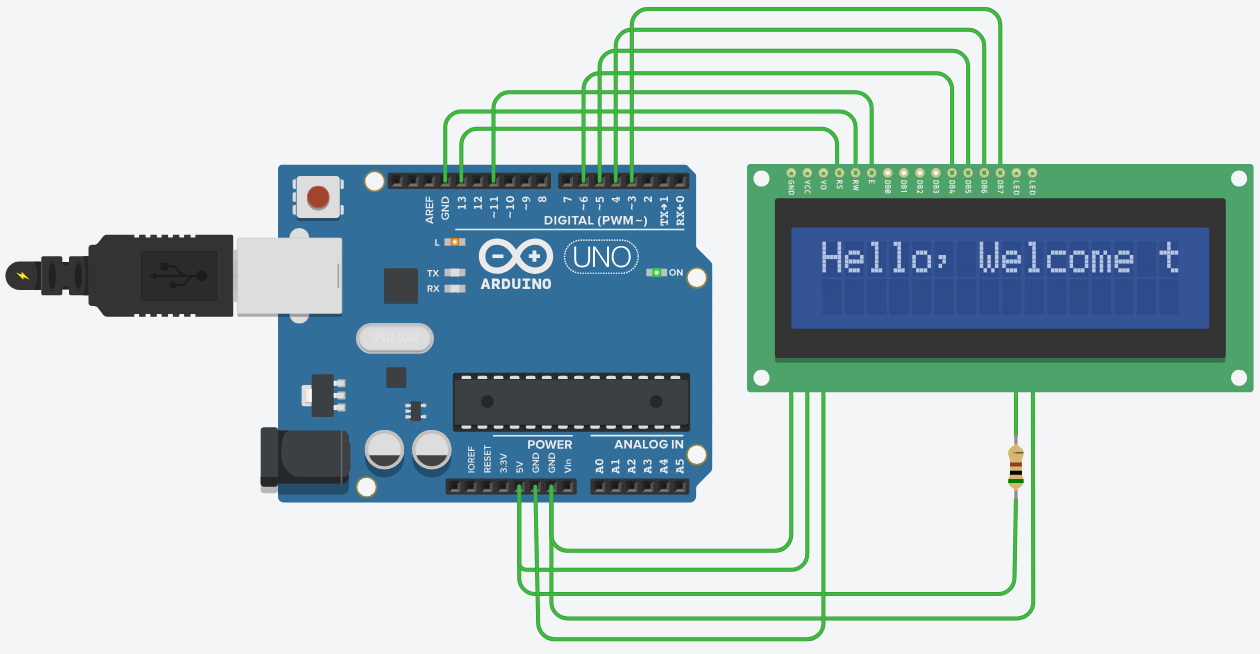 AREF
GND
13
12
~11
~10
~9
8
7
~6
~5
4
~3
2
TX→1
RX←0
DIGITAL (PWM~)
L
TX
RX
UNO
ON
ARDUINO
SPK16.000G
POWER
ANALOG IN
IOREF
RESET
3.3V
5V
GND
GND
Vin
A0
A1
A2
A3
A4
A5
GND
VCC
VO
RS
RW
E
DB0
DB1
DB2
DB3
DB4
DB5
DB6
DB7
LED
LED
Hello, Welcome t